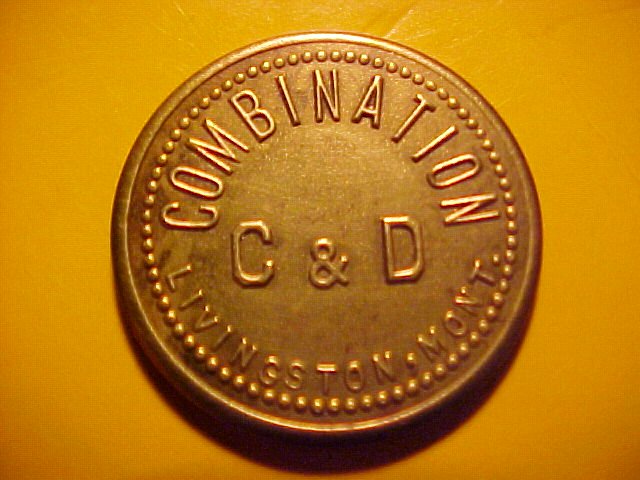 COMBINATION
C & D
LIVINGSTON, MONT.